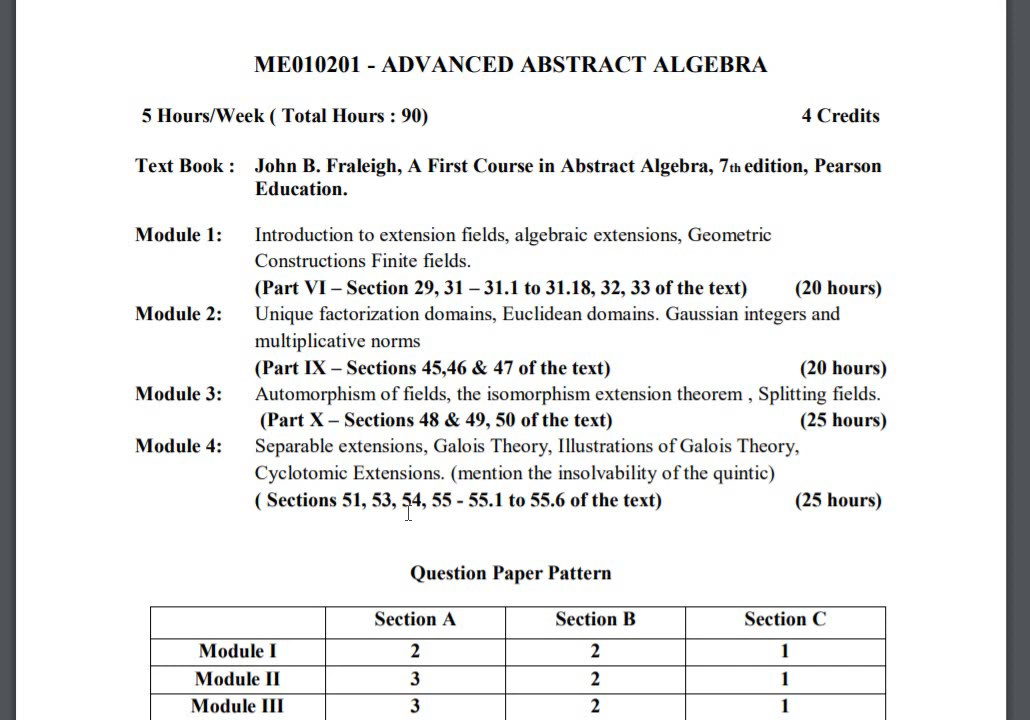 ME010201 - ADVANCED ABSTRACT ALGEBRA
5 Hours/Week ( Total Hours : 90) 4 Credits
Text Book : John B. Fraleigh, A First Course in Abstract Algebra, 7th edition, Pearson
Education.
Module 1: Introduction to extension fields, algebraic extensions, Geometric
Constructions Finite fields.
(Part VI – Section 29, 31 – 31.1 to 31.18, 32, 33 of the text) (20 hours)
Module 2: Unique factorization domains, Euclidean domains. Gaussian integers and
multiplicative norms
(Part IX – Sections 45,46 & 47 of the text) (20 hours)
Module 3: Automorphism of fields, the isomorphism extension theorem , Splitting fields.
(Part X – Sections 48 & 49, 50 of the text) (25 hours)
Module 4: Separable extensions, Galois Theory, Illustrations of Galois Theory,
Cyclotomic Extensions. (mention the insolvability of the quintic)
( Sections 51, 53, 54, 55 - 55.1 to 55.6 of the text) (25 hours)
Question Paper Pattern
Section A Section B Section C
Module I 2 2 1
Module II 3 2 1
Module III 3 2 1